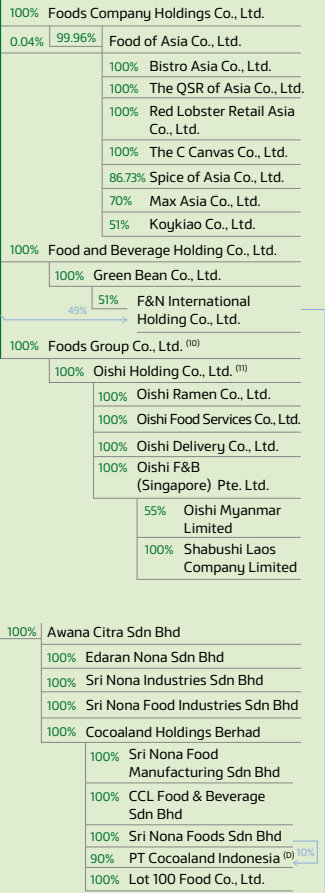 100% Foods Company Holdings Co., Ltd.
0.04% 99.96% Food of Asia Co., Ltd.
100% Bistro Asia Co., Ltd.
100% The QSR of Asia Co., Ltd.
100% Red Lobster Retail Asia
Co., Ltd.
100% The C Canvas Co., Ltd.
86.73% Spice of Asia Co., Ltd.
70% Max Asia Co., Ltd.
51% Koykiao Co., Ltd.
100% Food and Beverage Holding Co., Ltd.
100% Green Bean Co., Ltd.
51% F&N International
49% Holding Co., Ltd.
100% Foods Group Co., Ltd. (10)
100% Oishi Holding Co., Ltd. (11)
100% Oishi Ramen Co., Ltd.
100% Oishi Food Services Co., Ltd.
100% Oishi Delivery Co., Ltd.
100% Oishi F&B
(Singapore) Pte. Ltd.
55% Oishi Myanmar
Limited
100% Shabushi Laos
Company Limited
100% Awana Citra Sdn Bhd
100% Edaran Nona Sdn Bhd
100% Sri Nona Industries Sdn Bhd
100% Sri Nona Food Industries Sdn Bhd
100% Cocoaland Holdings Berhad
100% Sri Nona Food
Manufacturing Sdn Bhd
100% CCL Food & Beverage
Sdn Bhd
100% Sri Nona Foods Sdn Bhd
90% PT Cocoaland Indonesia (D) 10%
100% Lot 100 Food Co., Ltd.